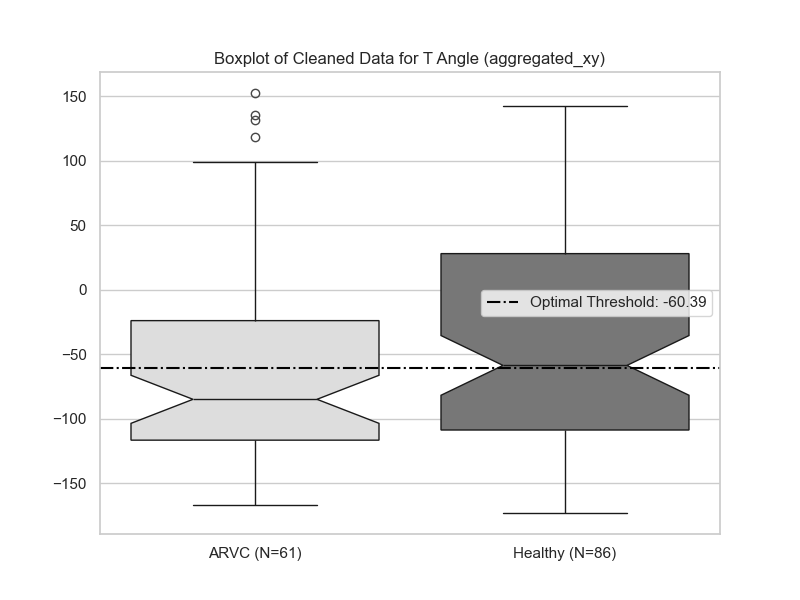 Boxplot of Cleaned Data for T Angle (aggregated_xy)
150
100
50
0
Optimal Threshold: -60.39
−50
−100
−150
ARVC (N=61)
Healthy (N=86)